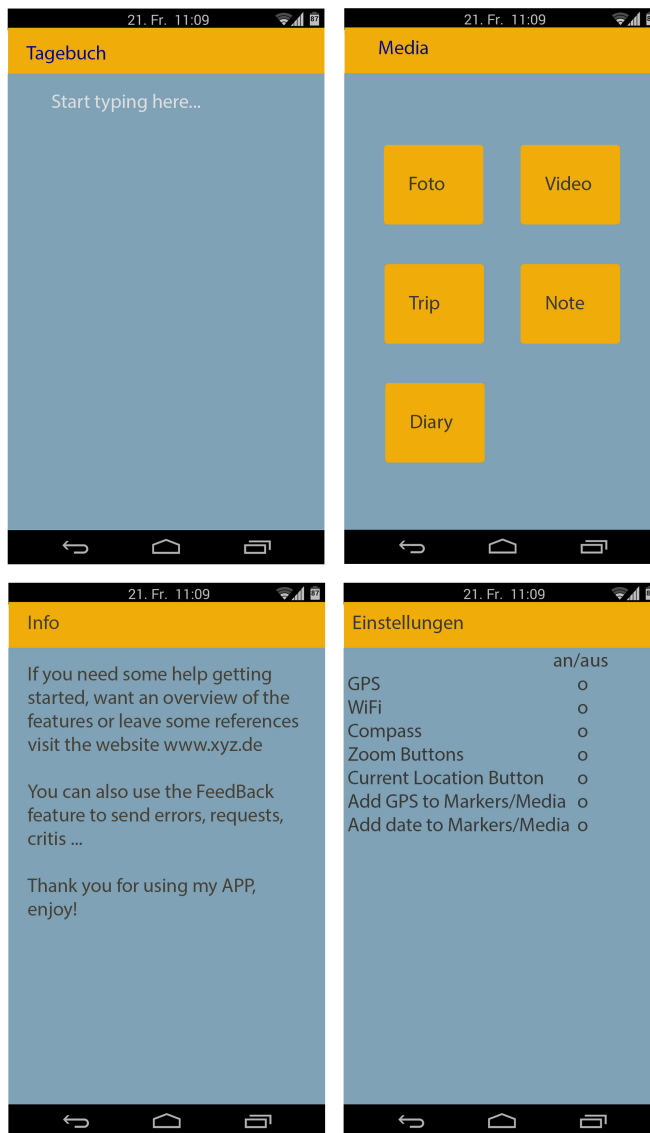 21. Fr. 11:09
87
Tagebuch
Start typing here...
21. Fr. 11:09
Media
Foto
Video
Trip
Note
Diary
21. Fr. 11:09
87
Info
If you need some help getting
started, want an overview of the
features or leave some references
visit the website www.xyz.de
You can also use the FeedBack
feature to send errors, requests,
critis ...
Thank you for using my APP,
enjoy!
21. Fr. 11:09
Einstellungen
an/aus
GPS o
WiFi o
Compass o
Zoom Buttons o
Current Location Button o
Add GPS to Markers/Media o
Add date to Markers/Media o